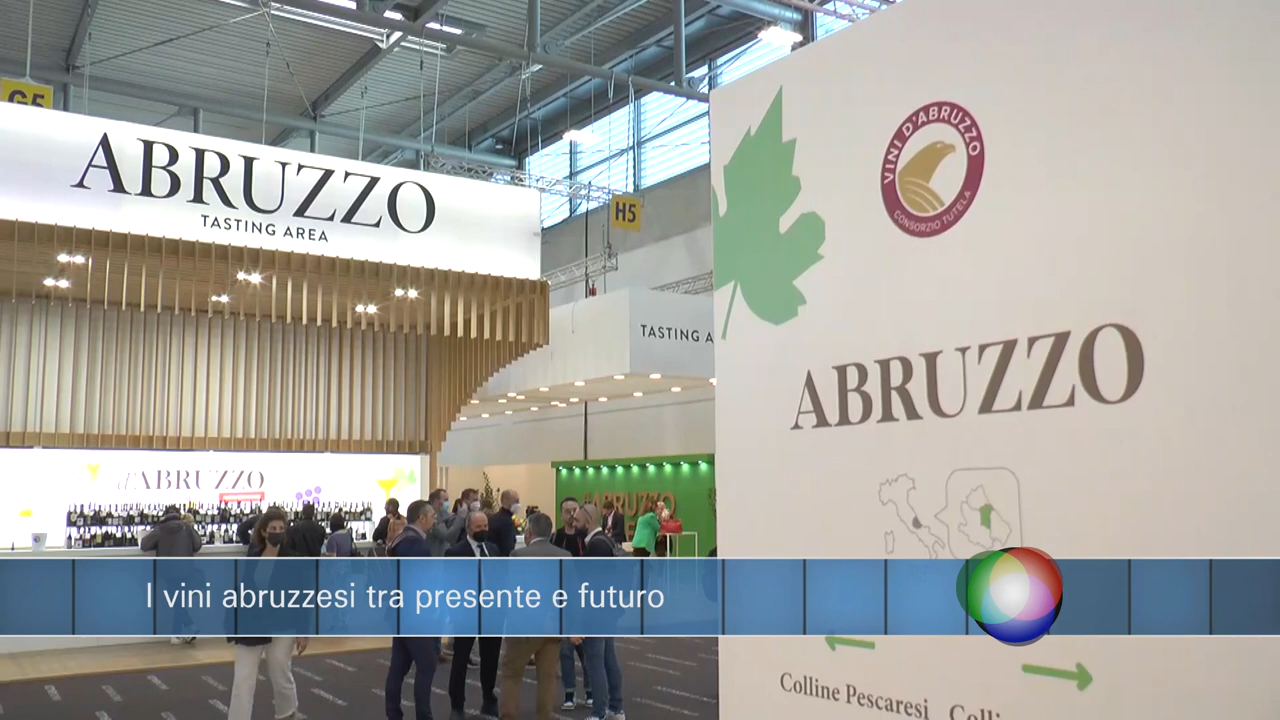 G5
ABRUZZO
TASTING AREA
H5
TASTING A
d'ABRUZZO
ABRUZZO
VINI D'ABRUZZO
CONSORZIO TUTELA
ABRUZZO
I vini abruzzesi tra presente e futuro
Colline Pescaresi Colli